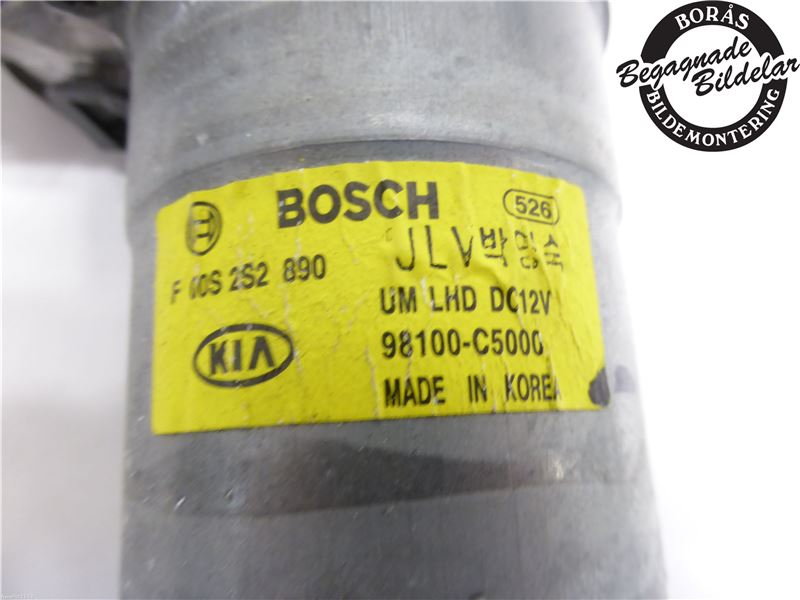 BORÅS
Begagnade
Bildelar
BILDEMONTERING
BOSCH
526
JLV박명숙
F 00S 2S2 890
UM LHD DC12V
KIA
98100-C5000
MADE IN KOREA